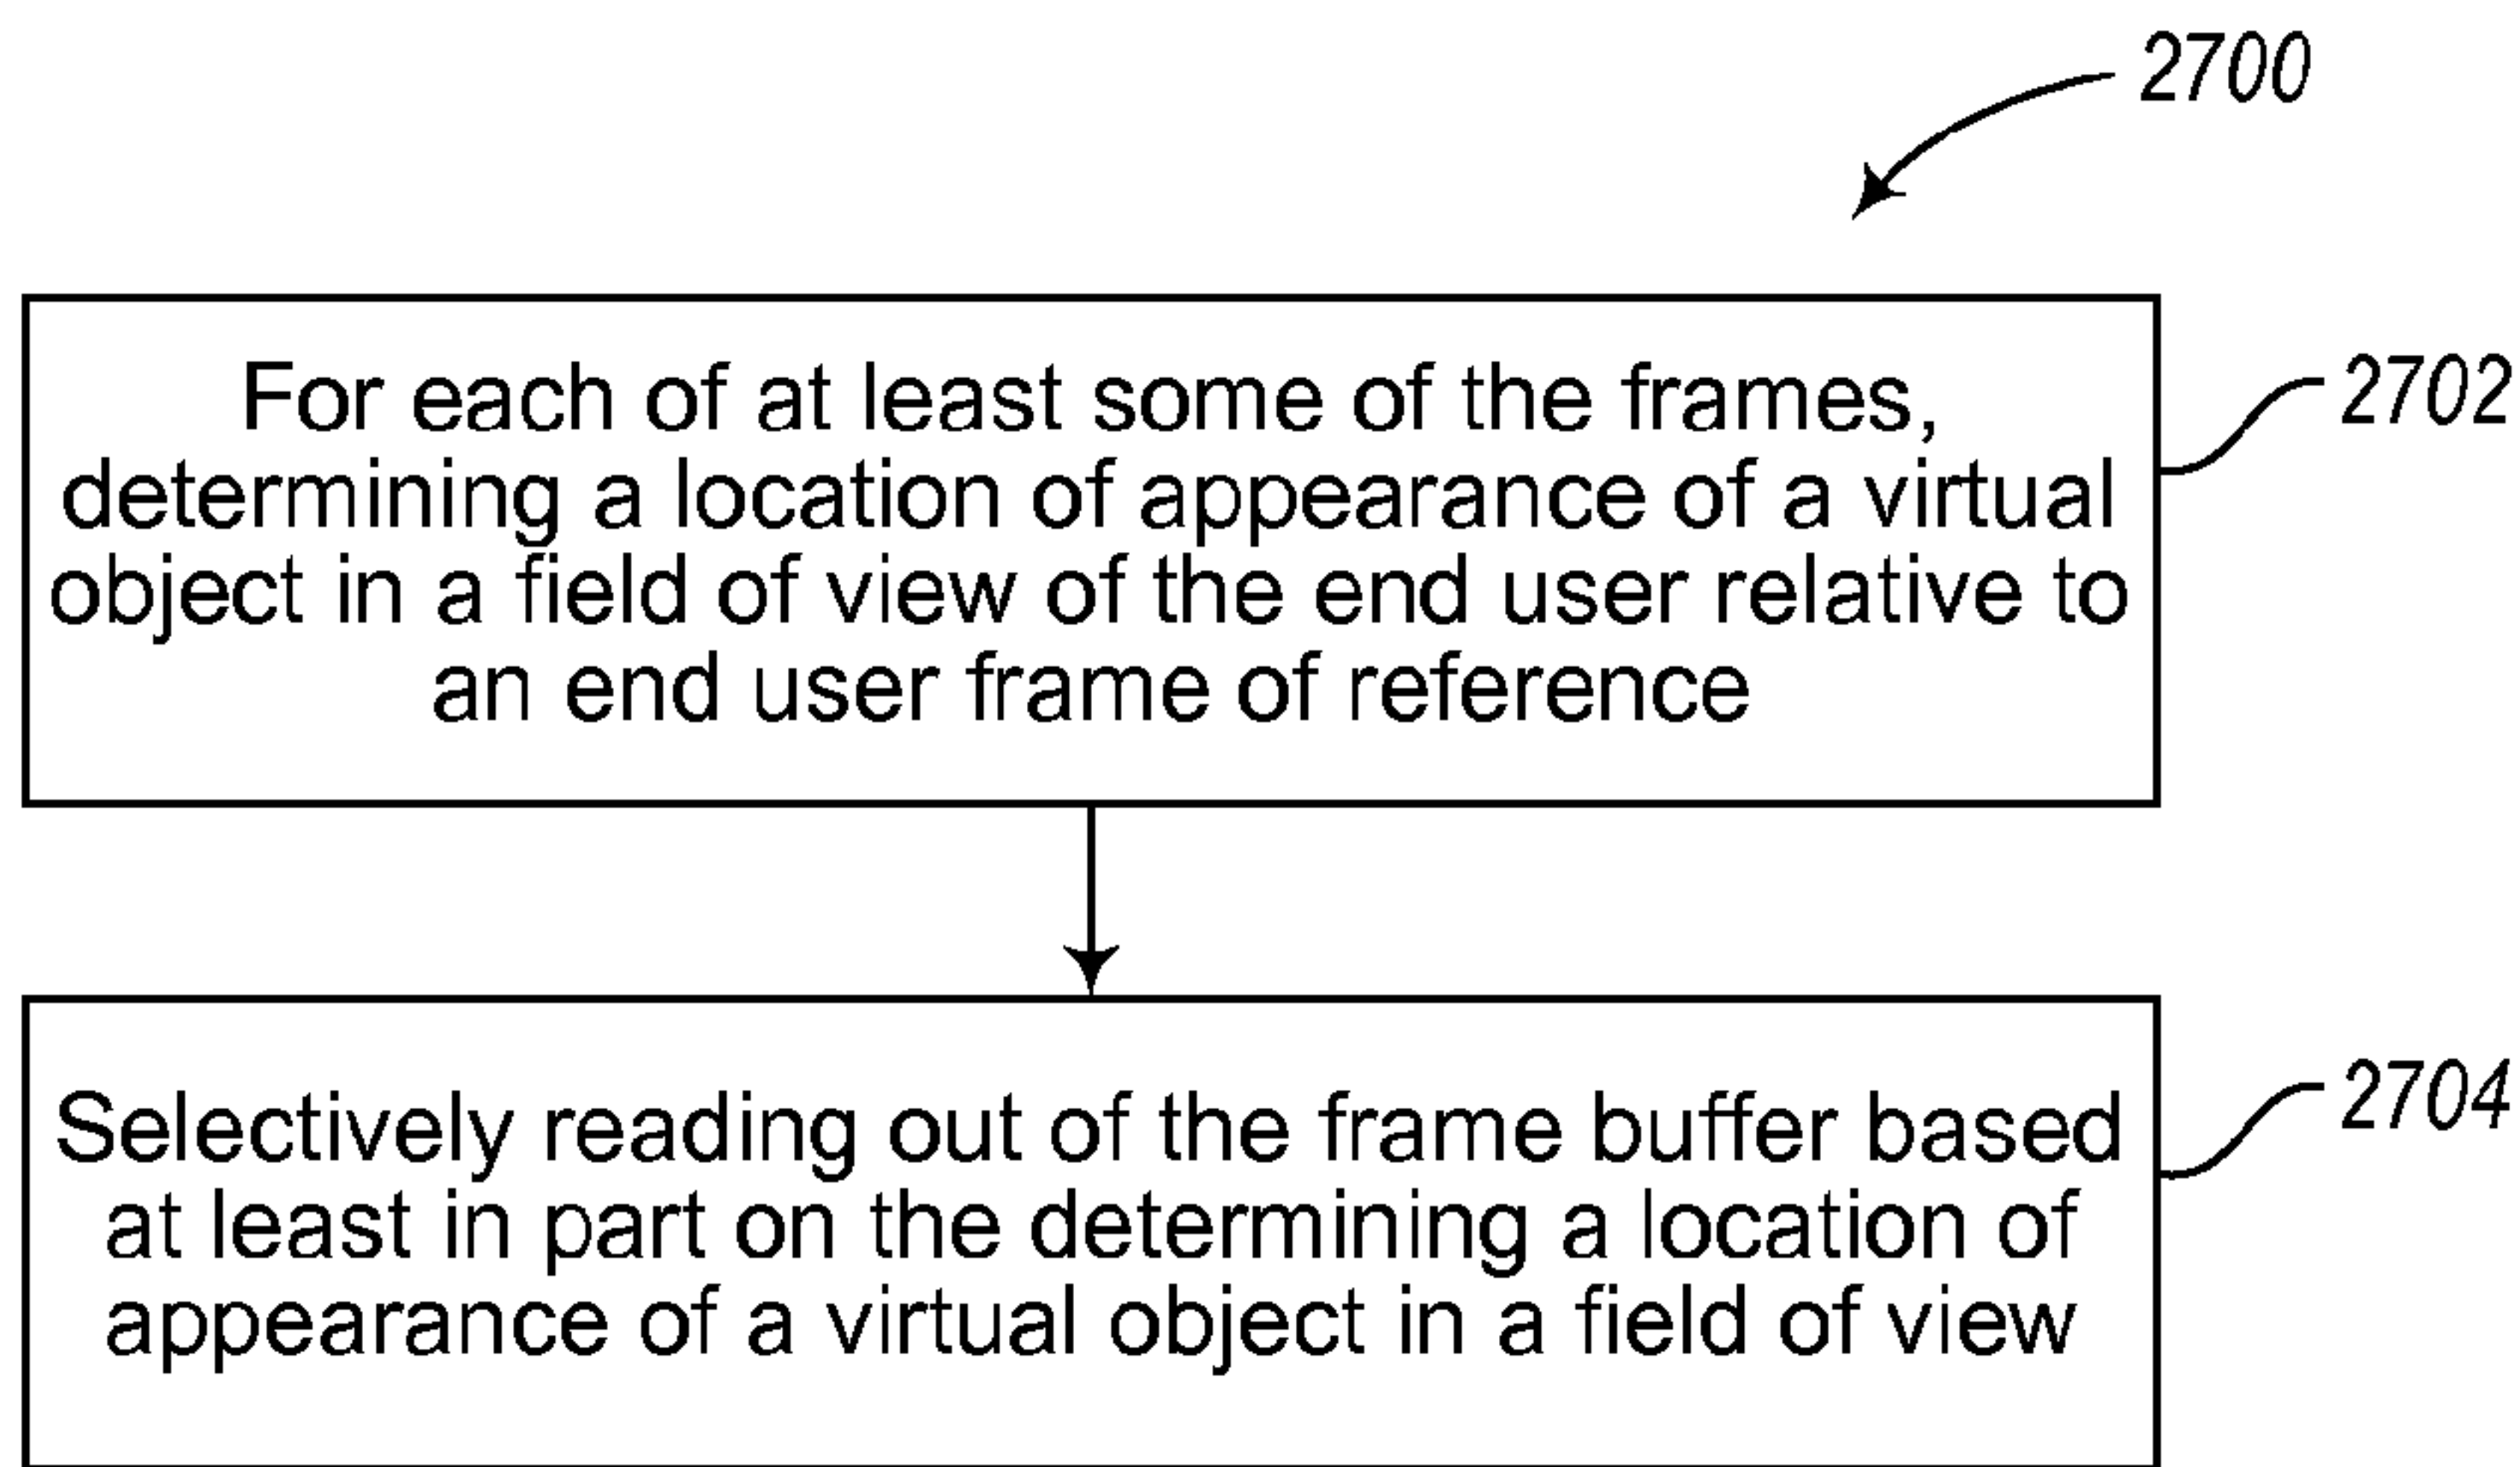 2700
For each of at least some of the frames,
determining a location of appearance of a virtual
object in a field of view of the end user relative to
an end user frame of reference
2702
Selectively reading out of the frame buffer based
at least in part on the determining a location of
appearance of a virtual object in a field of view
2704